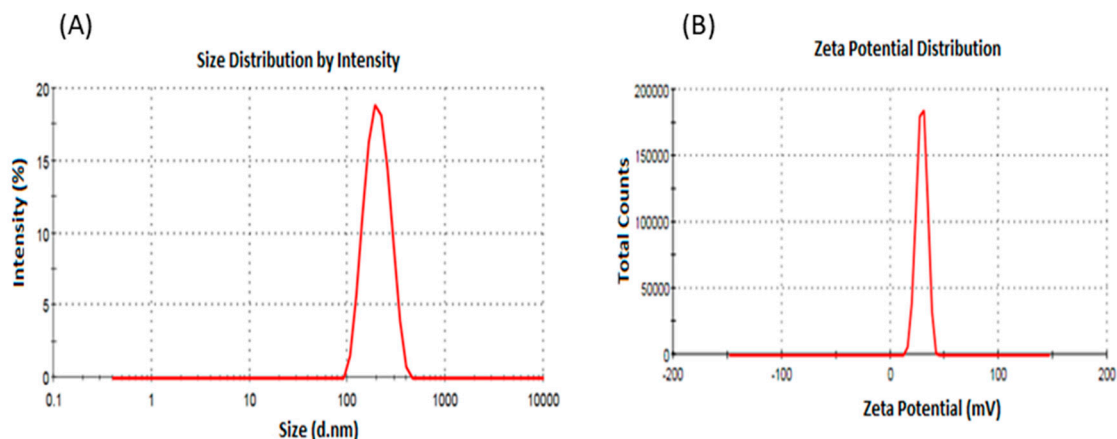 (A)
Size Distribution by Intensity
20
15
10
5
0
Intensity (%)
0.1 1 10 100 1000 10000
Size (d.nm)
(B)
Zeta Potential Distribution
200000
150000
100000
50000
0
Total Counts
-200 -100 0 100 200
Zeta Potential (mV)